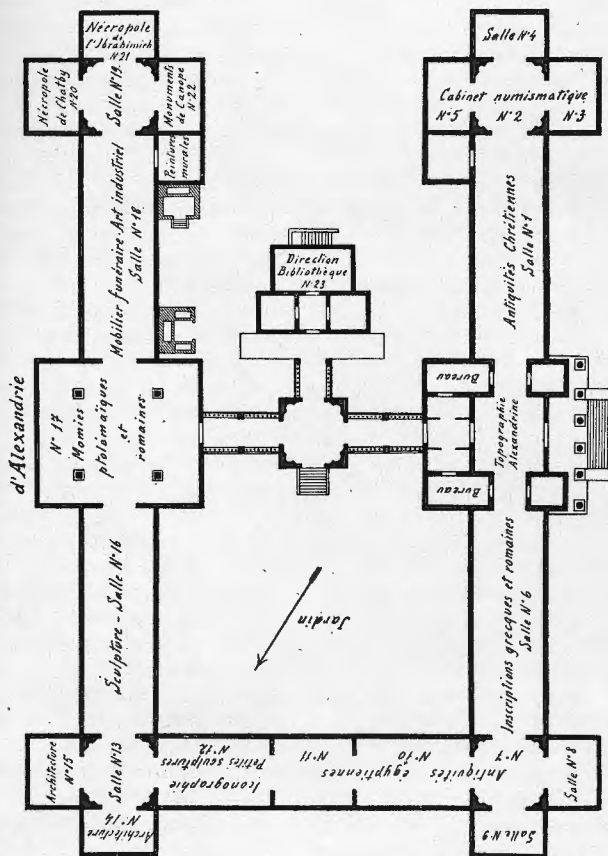 d'Alexandrie
Nécropole
de
l'Ibrahimieh
N°21
Nécropole
de Chatby
N°20
Salle N°19
Monuments
de Canope
N°22
Peintures
murales
Mobilier funéraire-Art industriel
Salle N°18
N° 17
Momies
ptolomaïques
et
romaines
Sculpture - Salle N°16
Architecture
N°15
Salle N°13
Architecture
N°14
Iconographie
Petites sculptures
N°12
N°11
Antiquités égyptiennes
N°10
N°7
Salle N°8
Salle N°9
Inscriptions grecques et romaines
Salle N°6
Topographie
Alexandrine
Bureau
Bureau
Antiquités Chrétiennes
Salle N°1
Cabinet numismatique
N°5
N°2
N°3
Salle N°4
Direction
Bibliothèque
N°23
Jardin